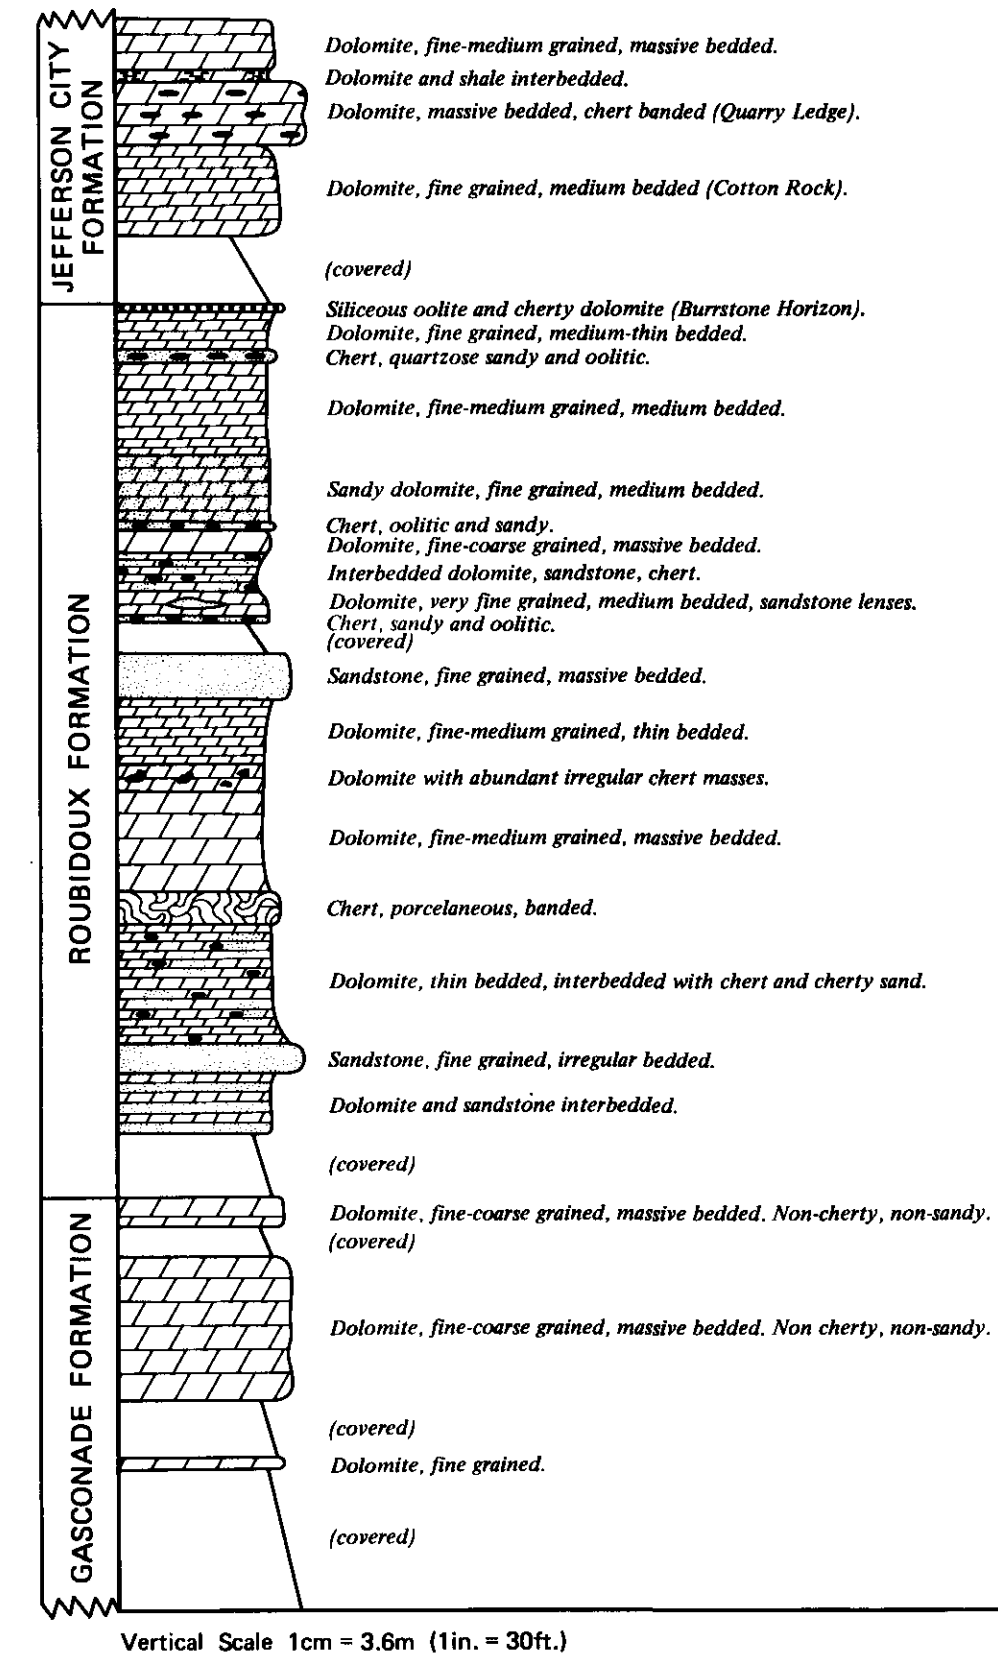 JEFFERSON CITY
FORMATION
Dolomite, fine-medium grained, massive bedded.
Dolomite and shale interbedded.
Dolomite, massive bedded, chert banded (Quarry Ledge).
Dolomite, fine grained, medium bedded (Cotton Rock).
(covered)
ROUBIDOUX FORMATION
Siliceous oolite and cherty dolomite (Burrstone Horizon).
Dolomite, fine grained, medium-thin bedded.
Chert, quartzose sandy and oolitic.
Dolomite, fine-medium grained, medium bedded.
Sandy dolomite, fine grained, medium bedded.
Chert, oolitic and sandy.
Dolomite, fine-coarse grained, massive bedded.
Interbedded dolomite, sandstone, chert.
Dolomite, very fine grained, medium bedded, sandstone lenses.
Chert, sandy and oolitic.
(covered)
Sandstone, fine grained, massive bedded.
Dolomite, fine-medium grained, thin bedded.
Dolomite with abundant irregular chert masses.
Dolomite, fine-medium grained, massive bedded.
Chert, porcelaneous, banded.
Dolomite, thin bedded, interbedded with chert and cherty sand.
Sandstone, fine grained, irregular bedded.
Dolomite and sandstone interbedded.
(covered)
GASCONADE FORMATION
Dolomite, fine-coarse grained, massive bedded. Non-cherty, non-sandy.
(covered)
Dolomite, fine-coarse grained, massive bedded. Non cherty, non-sandy.
(covered)
Dolomite, fine grained.
(covered)
Vertical Scale 1cm = 3.6m (1in. = 30ft.)